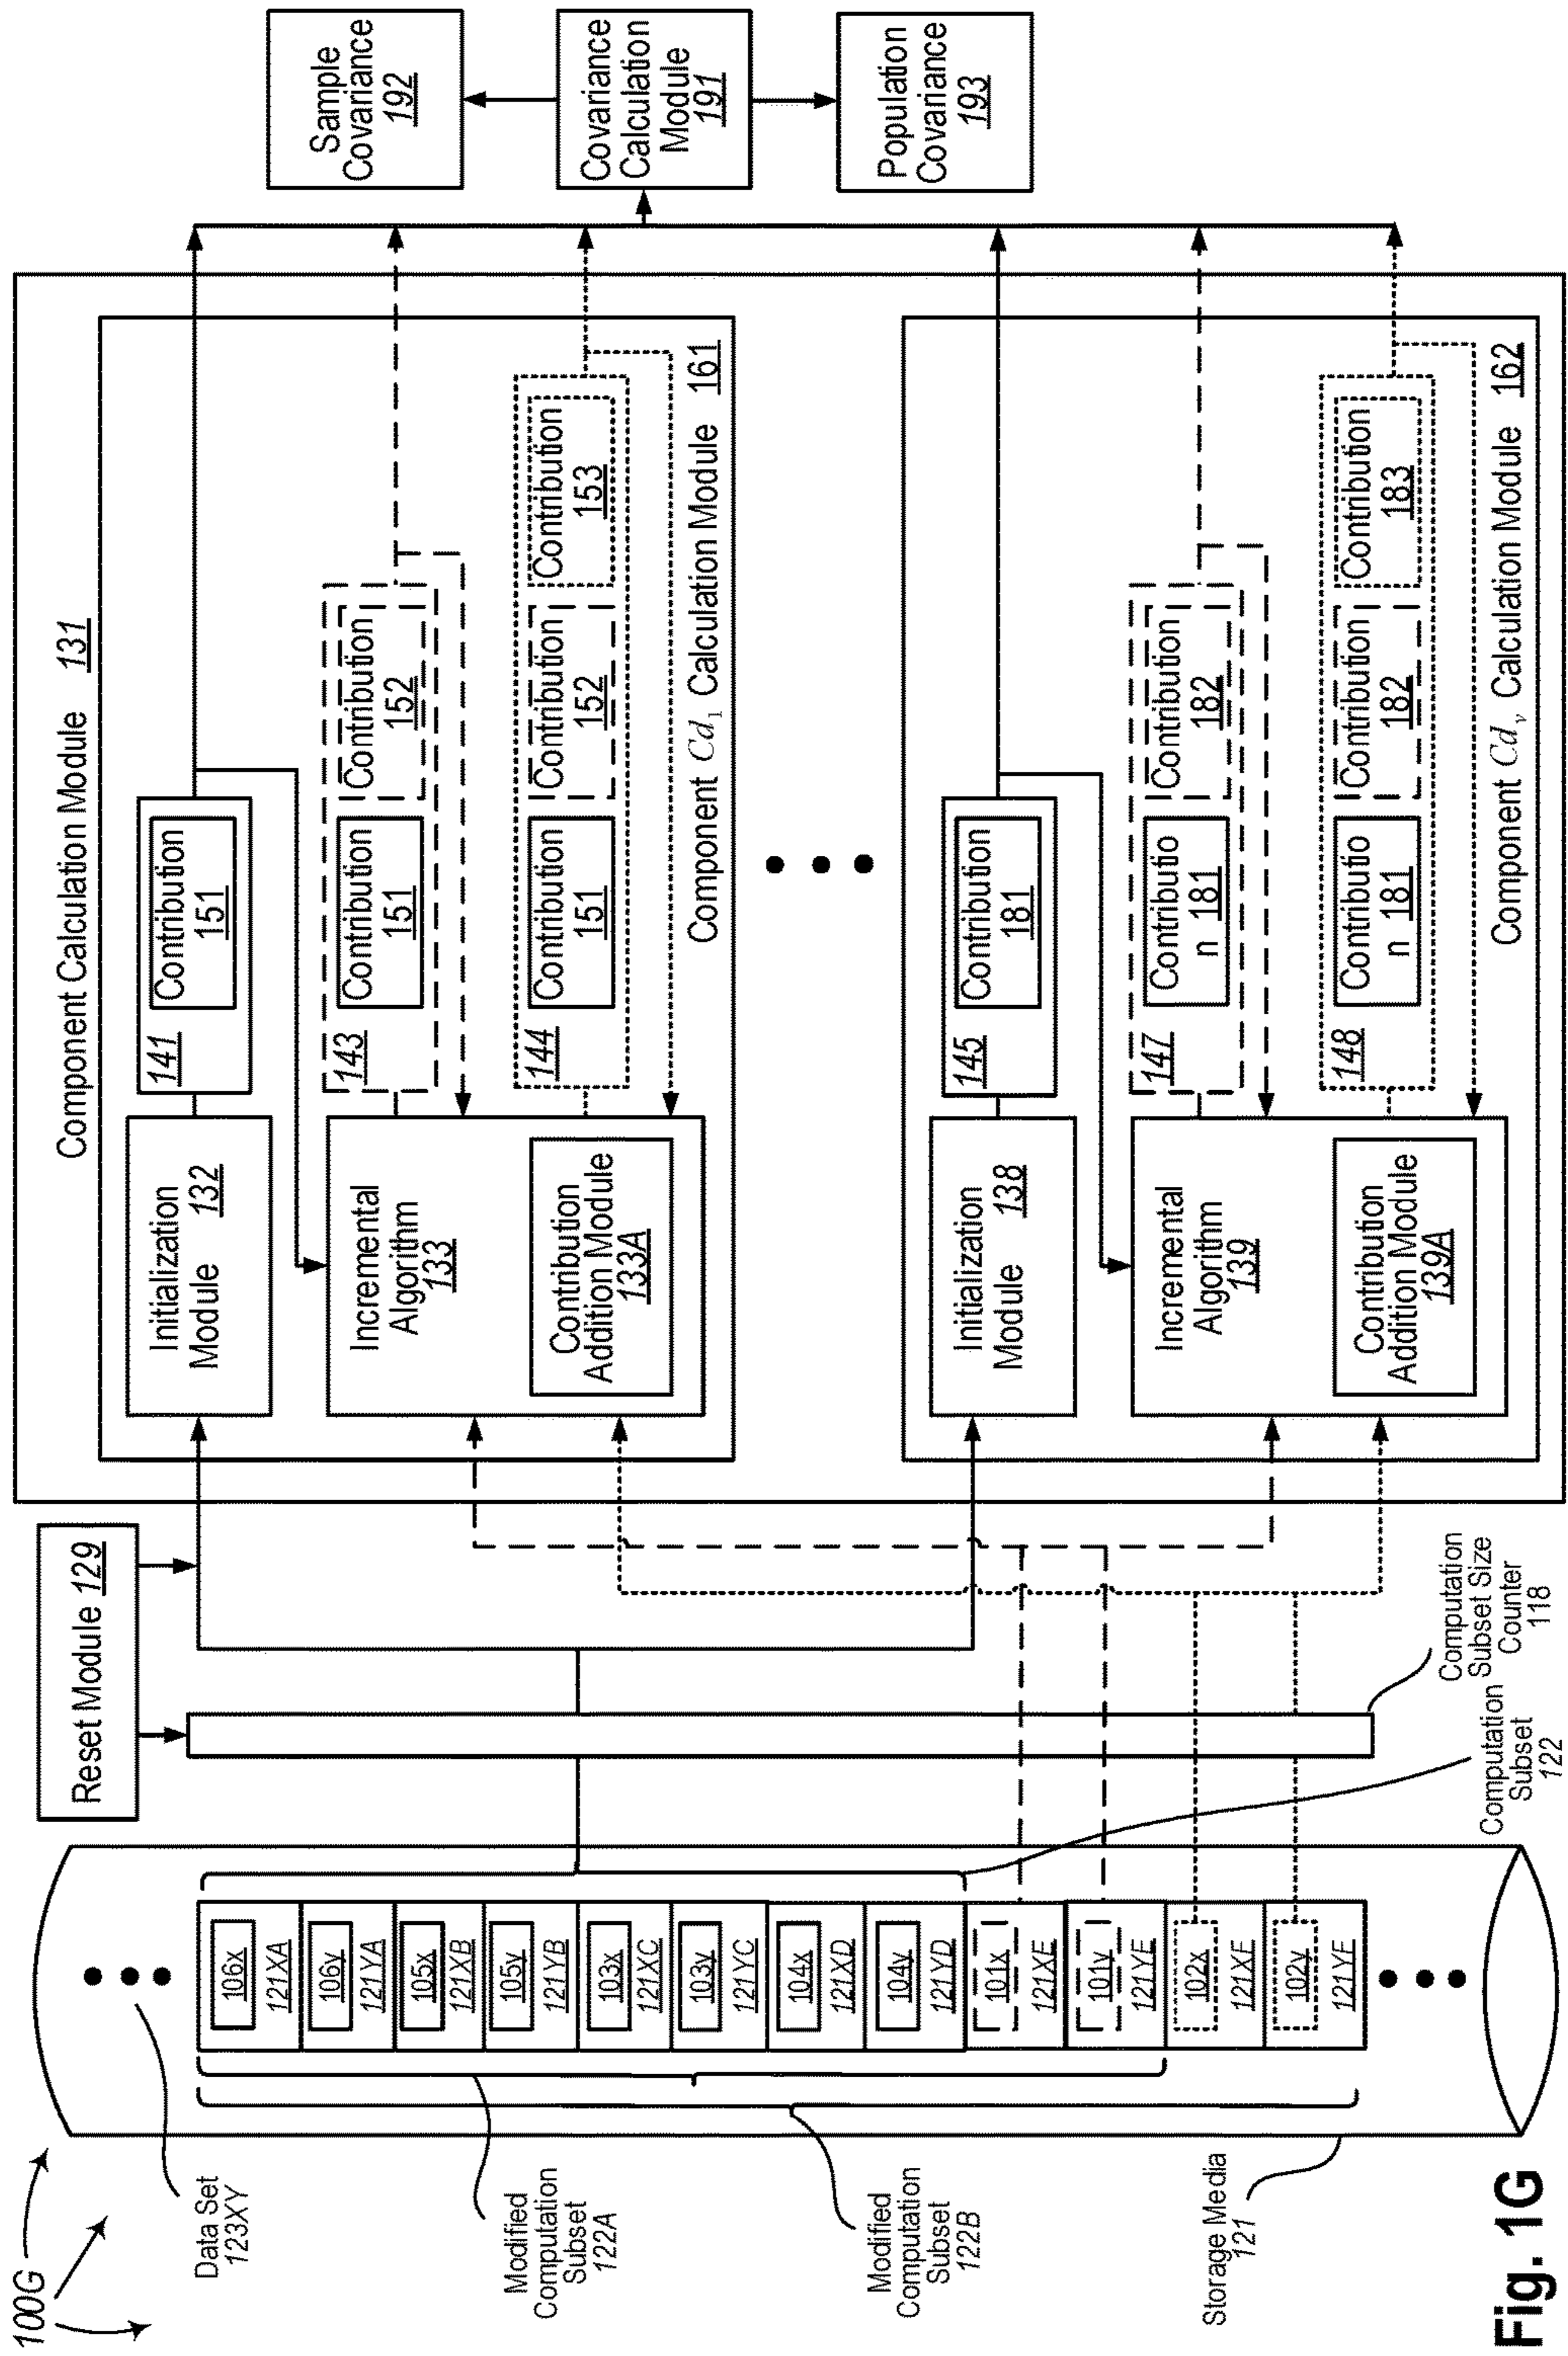 100G
Data Set
123XY
Modified
Computation
Subset
122A
Modified
Computation
Subset
122B
Storage Media
121
Fig. 1G
106x
121XA
106y
121YA
105x
121XB
105y
121YB
103x
121XC
103y
121YC
104x
121XD
104y
121YD
101x
121XE
101y
121YE
102x
121XF
102y
121YF
Reset Module 129
Computation
Subset Size
Counter
118
Computation
Subset
122
Component Calculation Module 131
Initialization
Module 132
141
Contribution
151
Incremental
Algorithm
133
Contribution
Addition Module
133A
143
Contribution
151
Contribution
152
144
Contribution
151
Contribution
152
Contribution
153
Component Cd1 Calculation Module 161
Initialization
Module 138
145
Contribution
181
Incremental
Algorithm
139
Contribution
Addition Module
139A
147
Contributio
n 181
Contribution
182
148
Contributio
n 181
Contribution
182
Contribution
183
Component Cdv Calculation Module 162
Sample
Covariance
192
Covariance
Calculation
Module
191
Population
Covariance
193